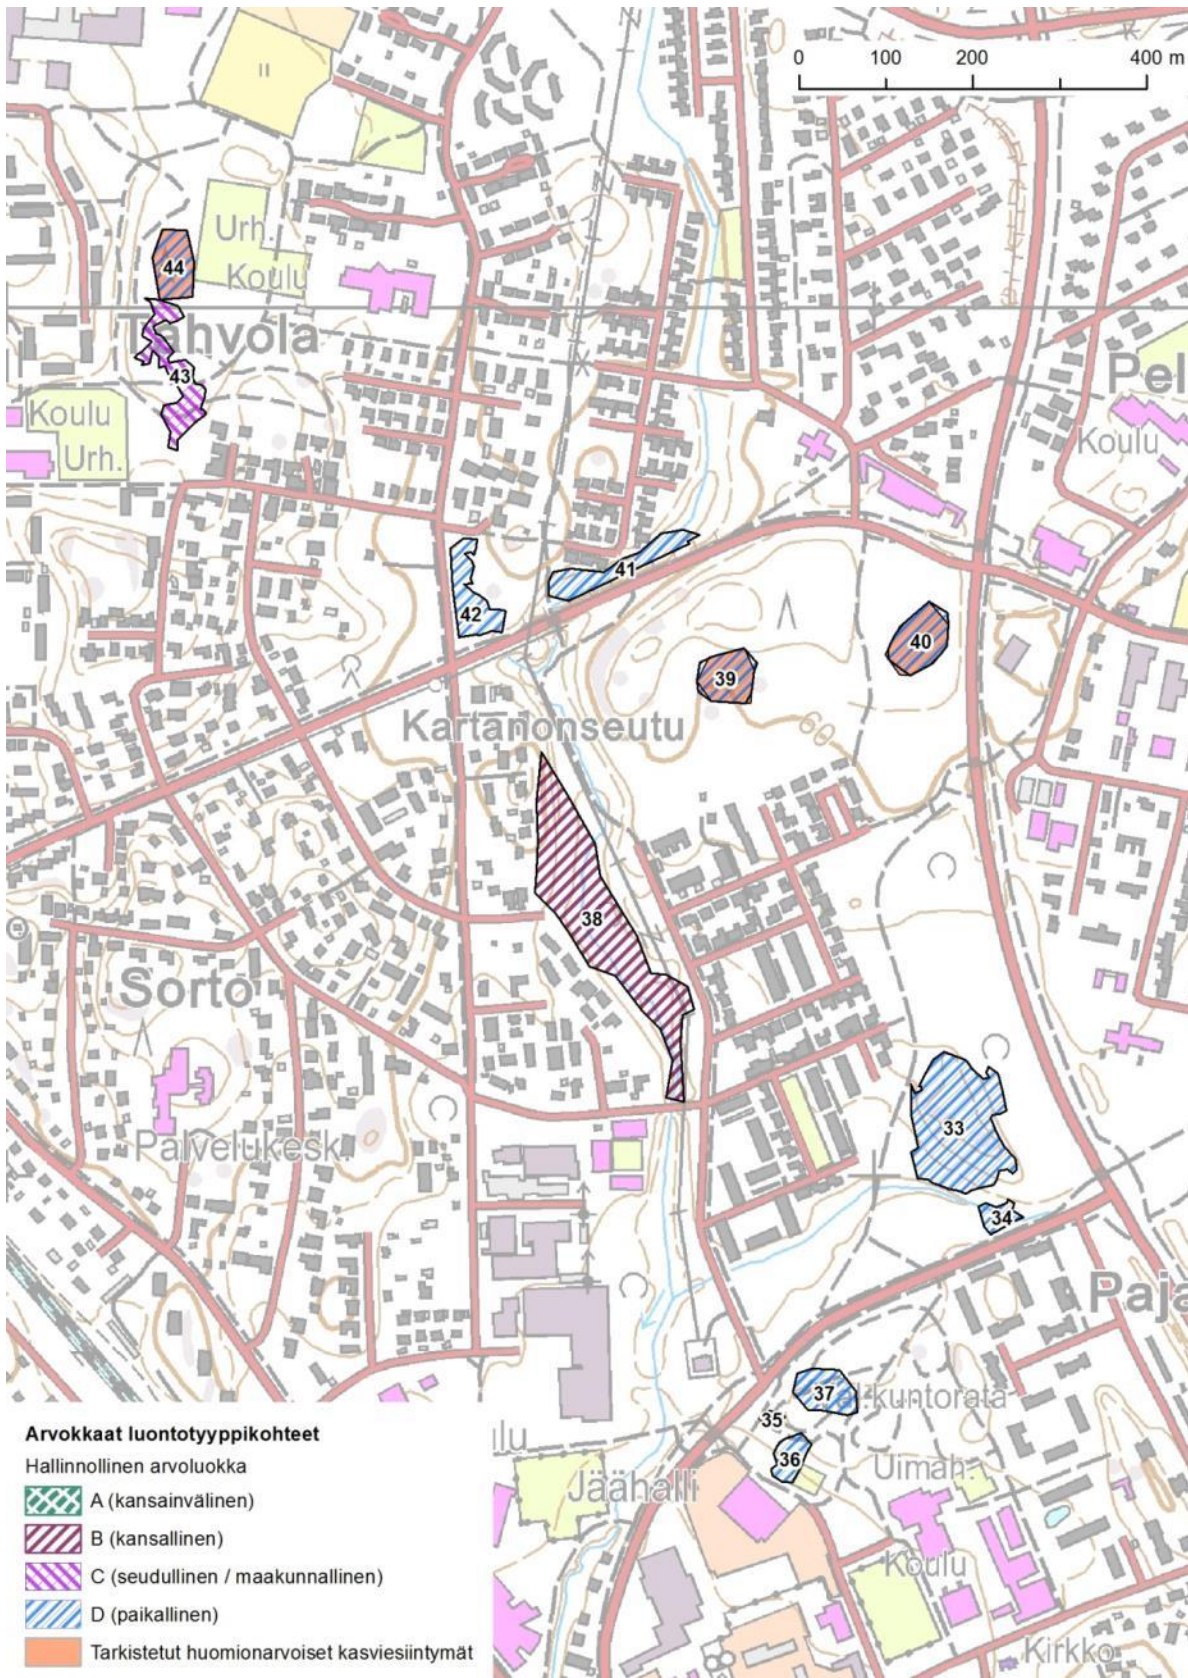 0 100 200 400 m
II
Urh.
Koulu
44
Tahvola
43
Koulu
Urh.
Pel
Koulu
41
42
40
39
Kartanonseutu
60
38
Sorto
Palvelukesk.
33
34
Paja
37
kuntorata
35
36
Uimah.
Jäähalli
Koulu
Kirkko
Arvokkaat luontotyyppikohteet
Hallinnollinen arvoluokka
A (kansainvälinen)
B (kansallinen)
C (seudullinen / maakunnallinen)
D (paikallinen)
Tarkistetut huomionarvoiset kasviesiintymät